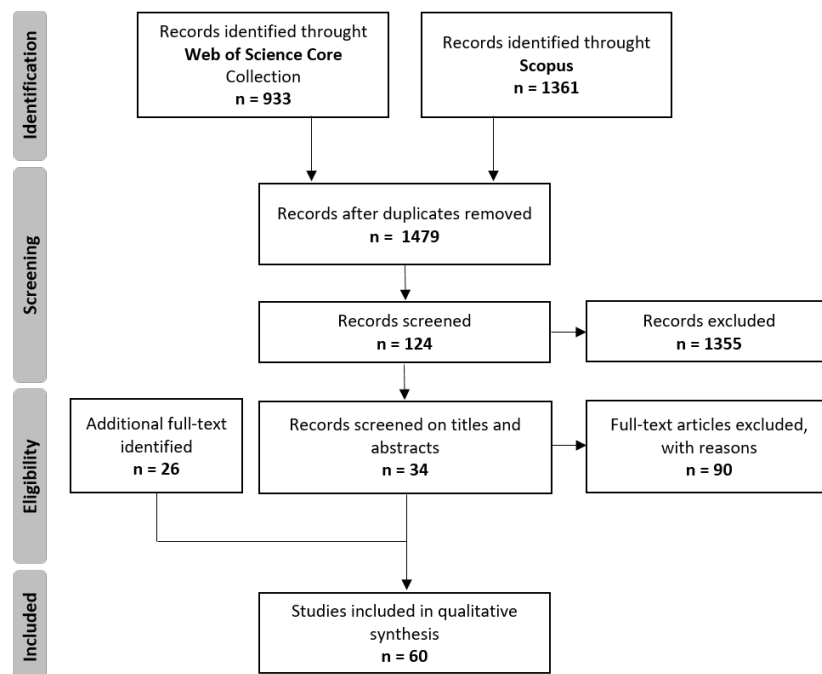 Identification
Records identified throught
Web of Science Core
Collection
n = 933
Records identified throught
Scopus
n = 1361
Screening
Records after duplicates removed
n = 1479
Records screened
n = 124
Records excluded
n = 1355
Eligibility
Additional full-text
identified
n = 26
Records screened on titles and
abstracts
n = 34
Full-text articles excluded,
with reasons
n = 90
Included
Studies included in qualitative
synthesis
n = 60